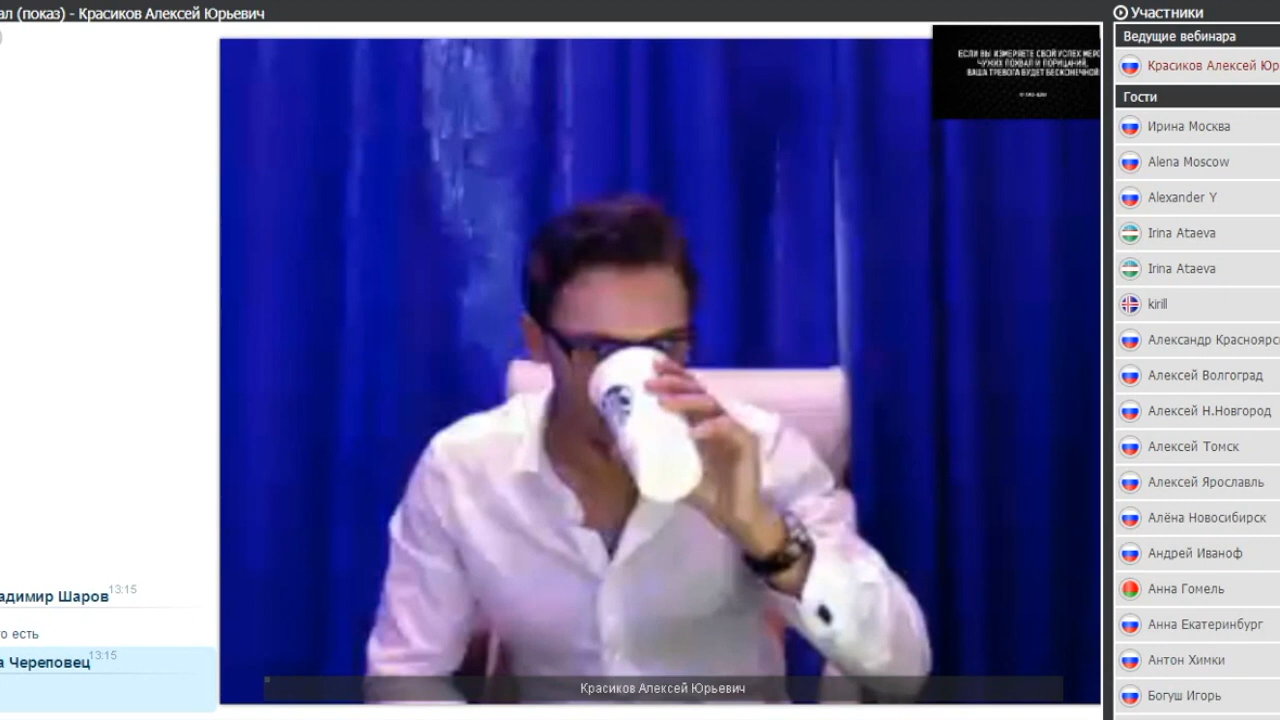 ал (показ) - Красиков Алексей Юрьевич
ЕСЛИ ВЫ ИЗМЕРЯЕТЕ СВОЙ УСПЕХ МЕРО
ЧУЖИХ ПОХВАЛ И ПОРИЦАНИЙ,
ВАША ТРЕВОГА БУДЕТ БЕСКОНЕЧНОЙ
адимир Шаров 13:15
о есть
а Череповец 13:15
Красиков Алексей Юрьевич
Участники
Ведущие вебинара
Красиков Алексей Юр
Гости
Ирина Москва
Alena Moscow
Alexander Y
Irina Ataeva
Irina Ataeva
kirill
Александр Красноярс
Алексей Волгоград
Алексей Н.Новгород
Алексей Томск
Алексей Ярославль
Алёна Новосибирск
Андрей Иваноф
Анна Гомель
Анна Екатеринбург
Антон Химки
Богуш Игорь